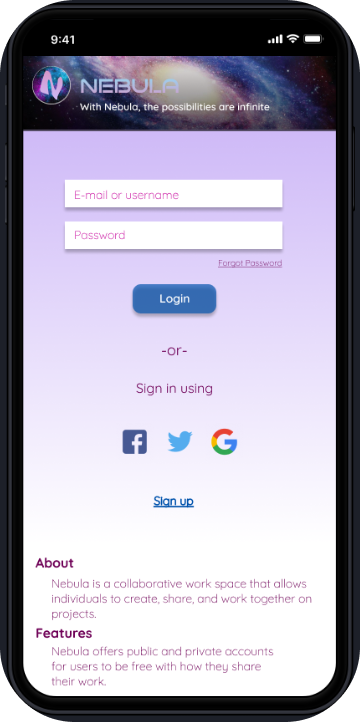 9:41
NEBULA
With Nebula, the possibilities are infinite
E-mail or username
Password
Forgot Password
Login
-or-
Sign in using
Sign up
About
Nebula is a collaborative work space that allows
individuals to create, share, and work together on
projects.
Features
Nebula offers public and private accounts
for users to be free with how they share
their work.